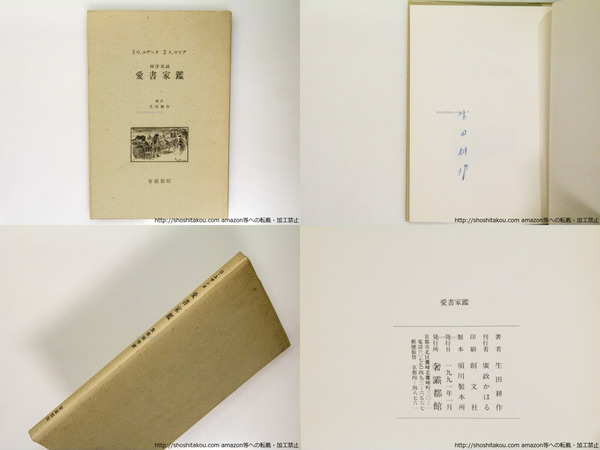 原作 O.ユザンヌ 挿絵 A.ロビダ
西洋見立
愛書家鑑
生田耕作
奢灞都館
http://shoshitakou.com amazon等への転載・加工禁止
生田耕作
http://shoshitakou.com amazon等への転載・加工禁止
愛書家鑑
奢灞都館
http://shoshitakou.com amazon等への転載・加工禁止
愛書家鑑
著者 生田耕作
刊行者 廣政かほる
印刷 創文社
製本 須川製本所
発行日 一九九一年一月
発行所 奢灞都館
http://shoshitakou.com amazon等への転載・加工禁止